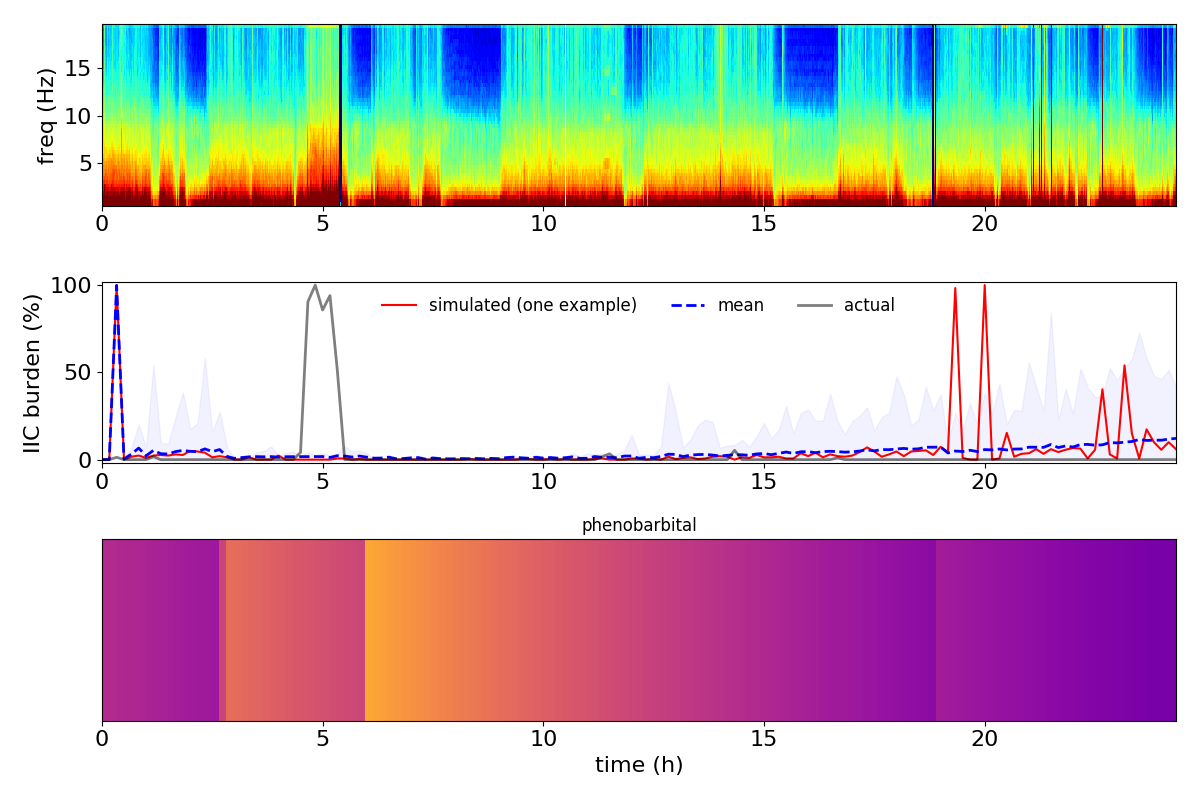 freq (Hz)
15
10
5
0 5 10 15 20
IIC burden (%)
100
50
0
simulated (one example) mean actual
0 5 10 15 20
phenobarbital
0 5 10 15 20
time (h)